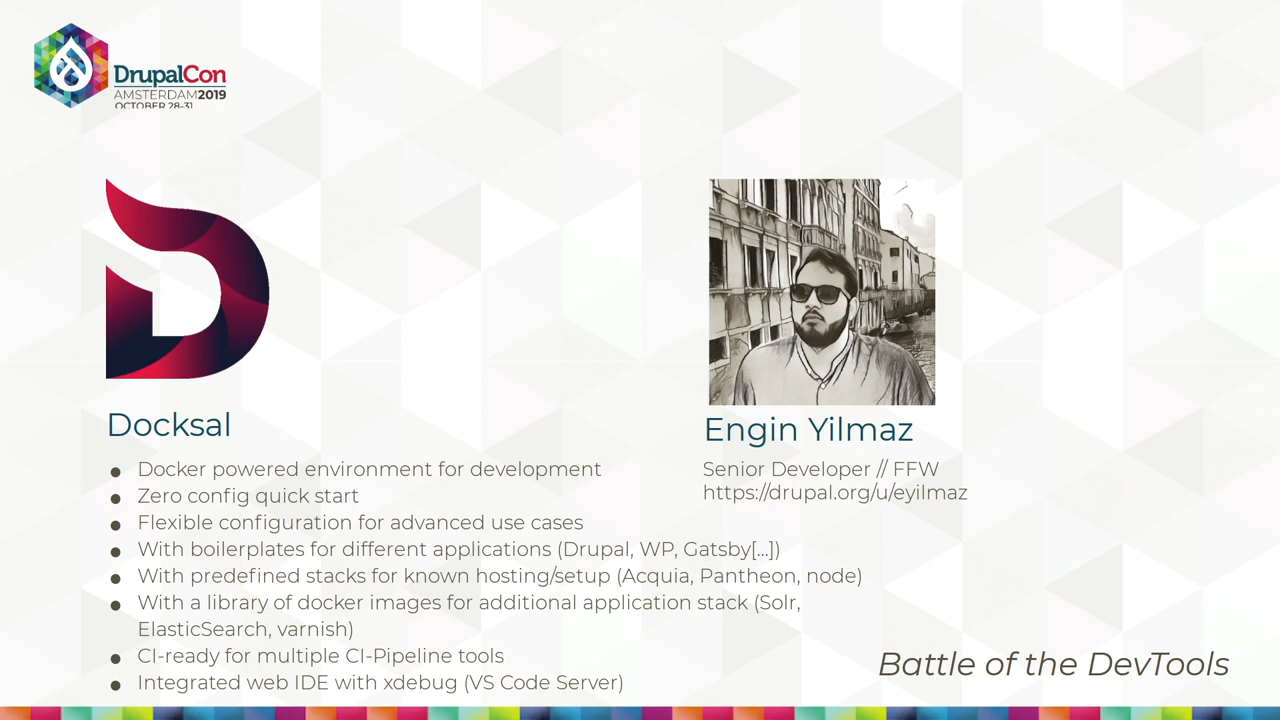 DrupalCon
AMSTERDAM2019
OCTOBER 28-31
Docksal
● Docker powered environment for development
● Zero config quick start
● Flexible configuration for advanced use cases
● With boilerplates for different applications (Drupal, WP, Gatsby[...])
● With predefined stacks for known hosting/setup (Acquia, Pantheon, node)
● With a library of docker images for additional application stack (Solr,
ElasticSearch, varnish)
● CI-ready for multiple CI-Pipeline tools
● Integrated web IDE with xdebug (VS Code Server)
Engin Yilmaz
Senior Developer // FFW
https://drupal.org/u/eyilmaz
Battle of the DevTools